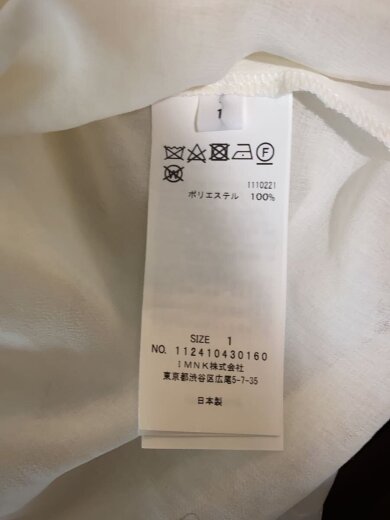 1
F
W
1110221
ポリエステル 100%
SIZE 1
NO. 112410430160
IMNK株式会社
東京都渋谷区広尾5-7-35
日本製